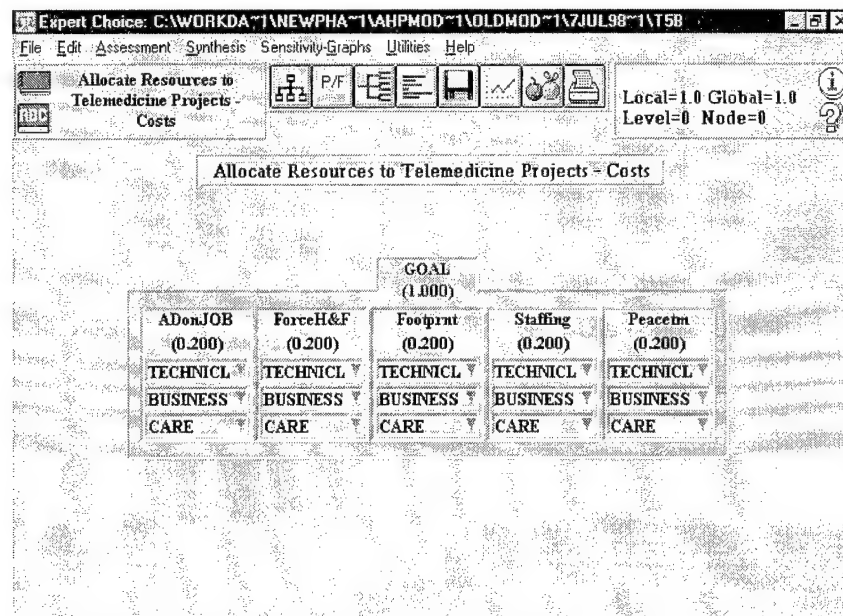 Expert Choice: C:\WORKDA~1\NEWPHA~1\AHPMOD~1\OLDMOD~1\7JUL98~1\T5B
File Edit Assessment Synthesis Sensitivity-Graphs Utilities Help
Allocate Resources to
Telemedicine Projects -
Costs
ABC
P/F
Local=1.0 Global=1.0
Level=0 Node=0
i
?
Allocate Resources to Telemedicine Projects - Costs
GOAL
(1.000)
ADonJOB ForceH&F Footprnt Staffing Peacetm
(0.200) (0.200) (0.200) (0.200) (0.200)
TECHNICL TECHNICL TECHNICL TECHNICL TECHNICL
BUSINESS BUSINESS BUSINESS BUSINESS BUSINESS
CARE CARE CARE CARE CARE